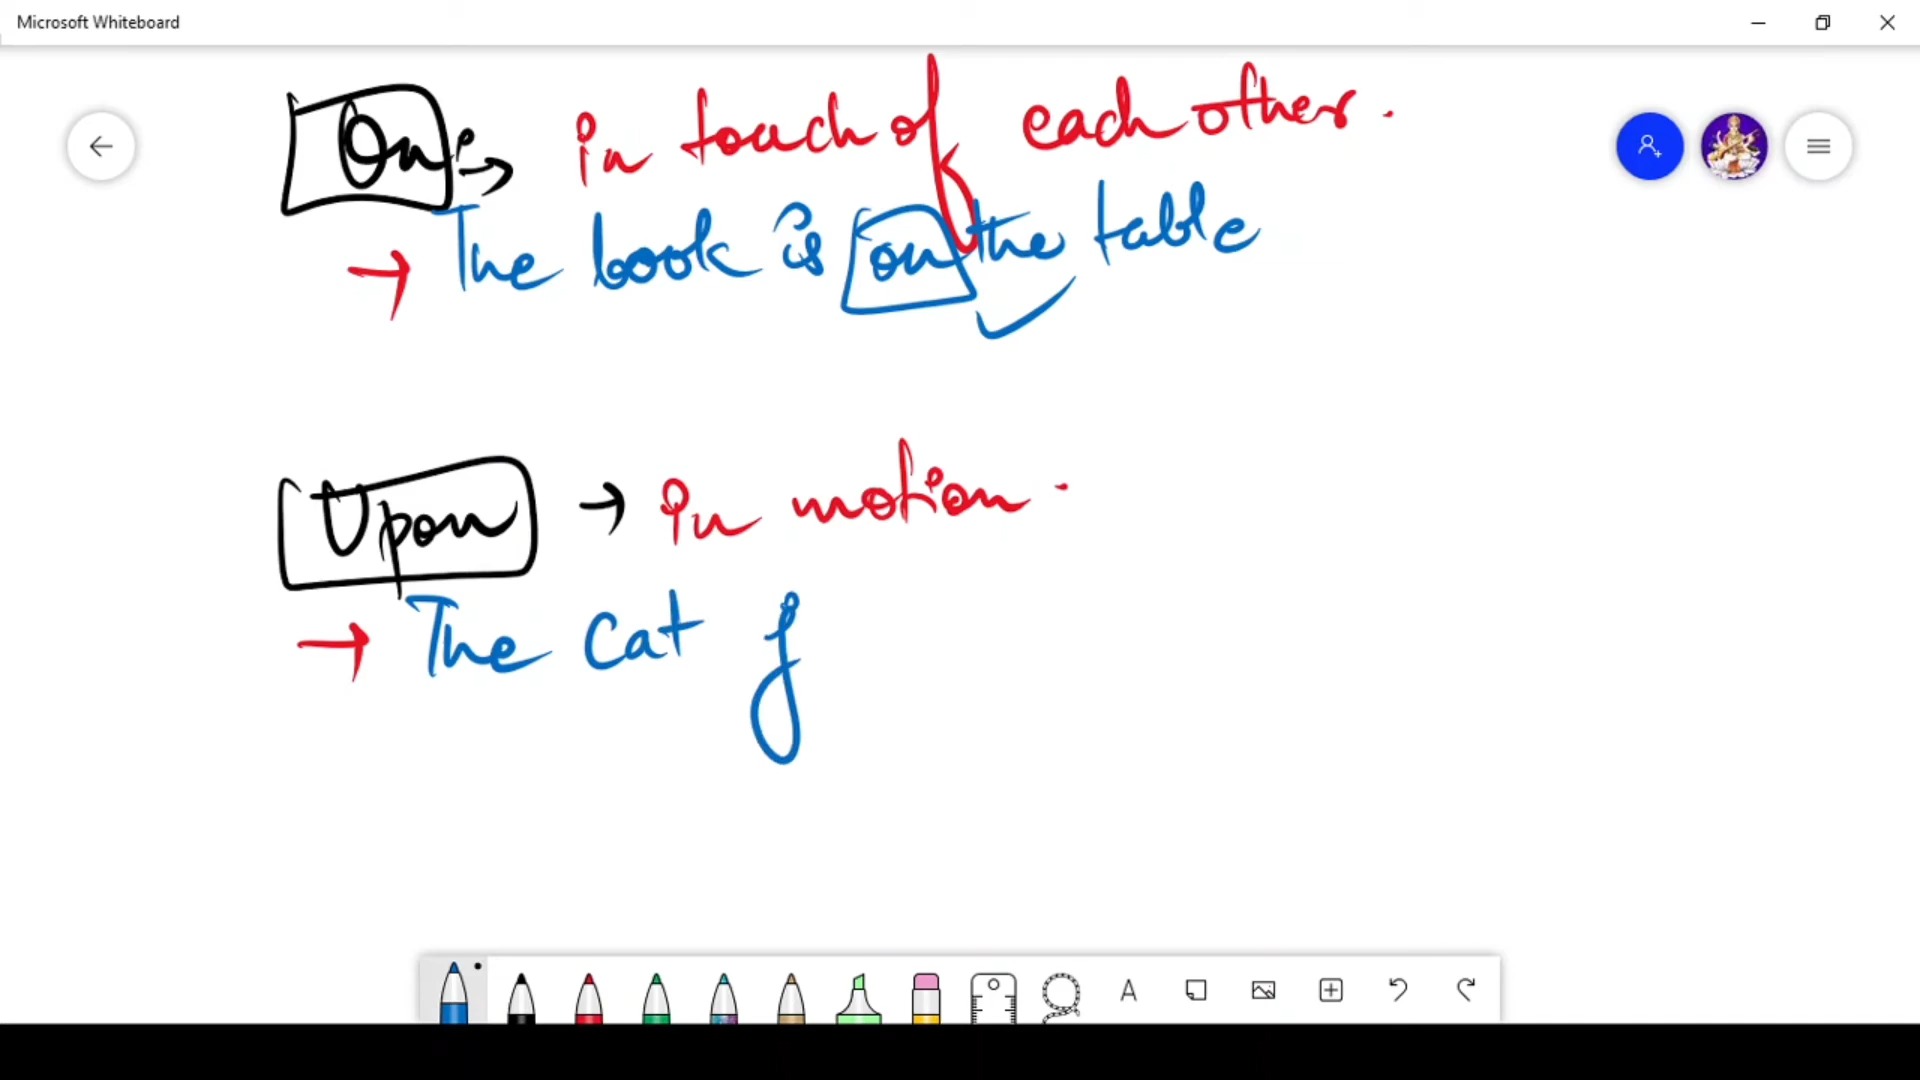 Microsoft Whiteboard
On → in touch of each other.
→ The book is on the table
Upon → in motion.
→ The cat j